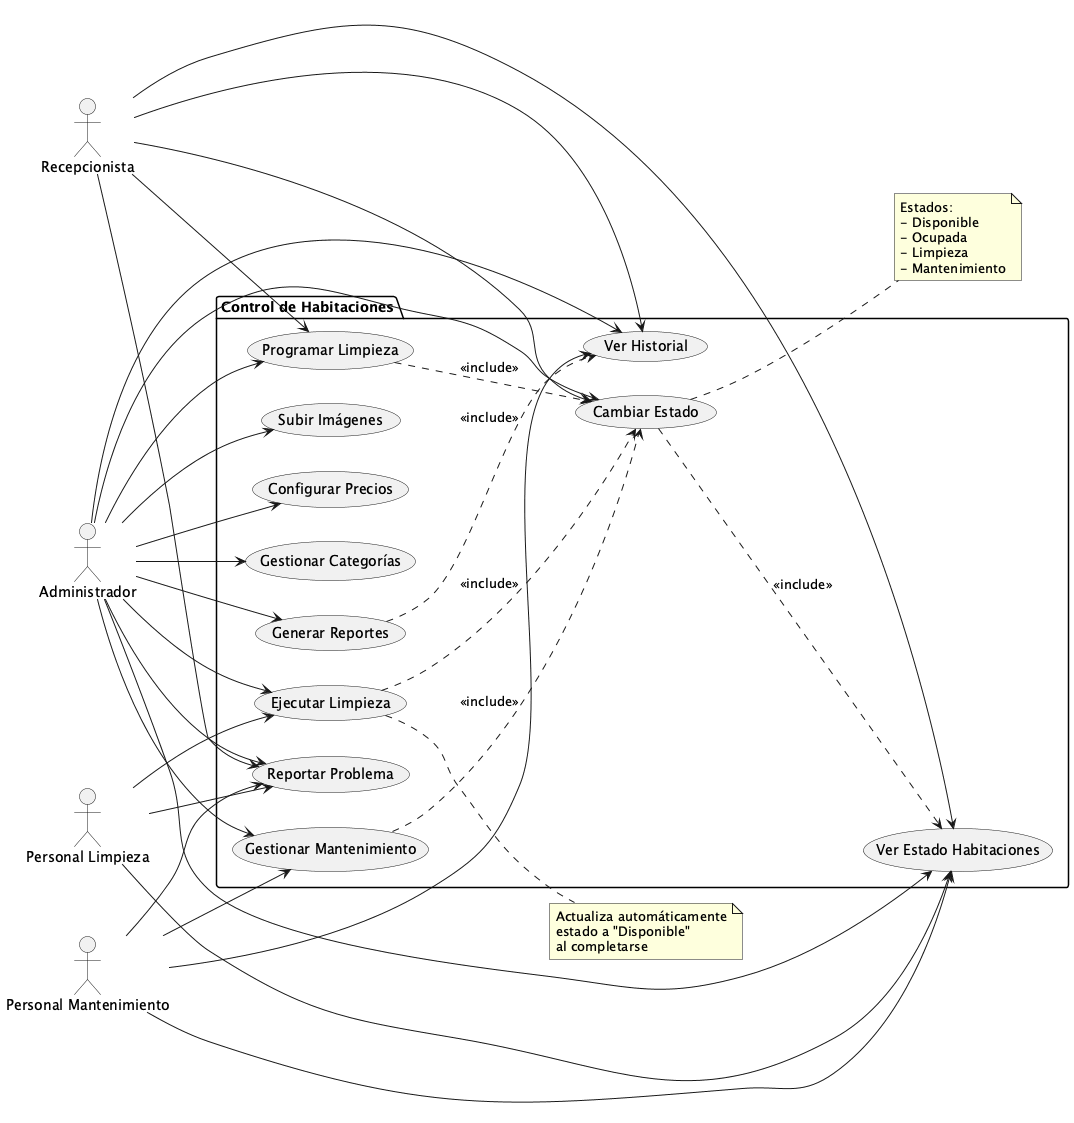 Recepcionista
Estados:
- Disponible
- Ocupada
- Limpieza
- Mantenimiento
Control de Habitaciones
Programar Limpieza
Ver Historial
«include»
Cambiar Estado
Subir Imágenes
«include»
Configurar Precios
Gestionar Categorías
Administrador
«include»
«include»
Generar Reportes
Ejecutar Limpieza
«include»
Reportar Problema
Personal Limpieza
Gestionar Mantenimiento
Ver Estado Habitaciones
Actualiza automáticamente
estado a "Disponible"
al completarse
Personal Mantenimiento